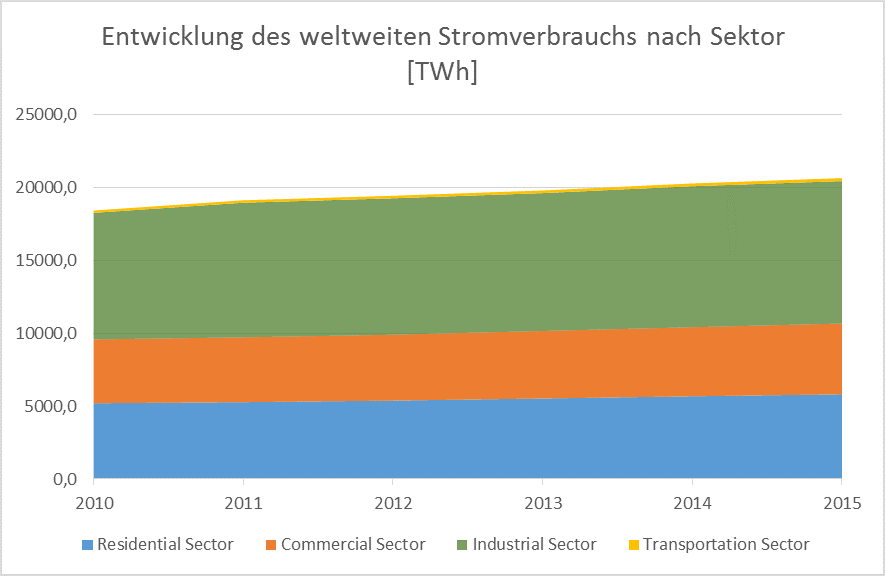 Entwicklung des weltweiten Stromverbrauchs nach Sektor
[TWh]
25000,0
20000,0
15000,0
10000,0
5000,0
0,0
2010 2011 2012 2013 2014 2015
Residential Sector Commercial Sector Industrial Sector Transportation Sector